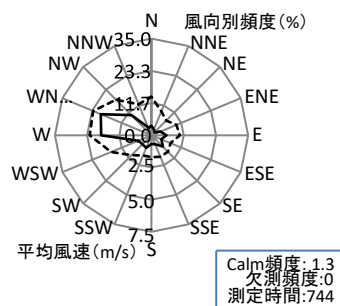 N 風向別頻度(%)
35.0
NNW NNE
NW 23.3 NE
WN... 11.7 ENE
W 0.0 E
WSW 2.5 ESE
SW 5.0 SE
SSW SSE
平均風速(m/s) 7.5
S
Calm頻度: 1.3
欠測頻度:0
測定時間:744